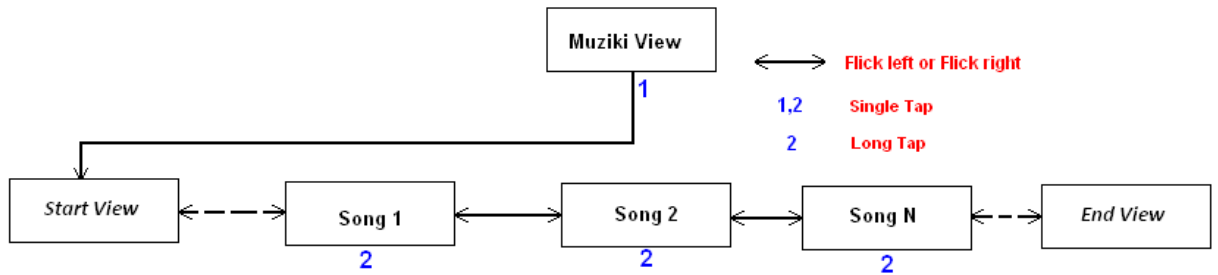 Muziki View
1
Flick left or Flick right
1,2 Single Tap
2 Long Tap
Start View
Song 1
Song 2
Song N
End View
2
2
2